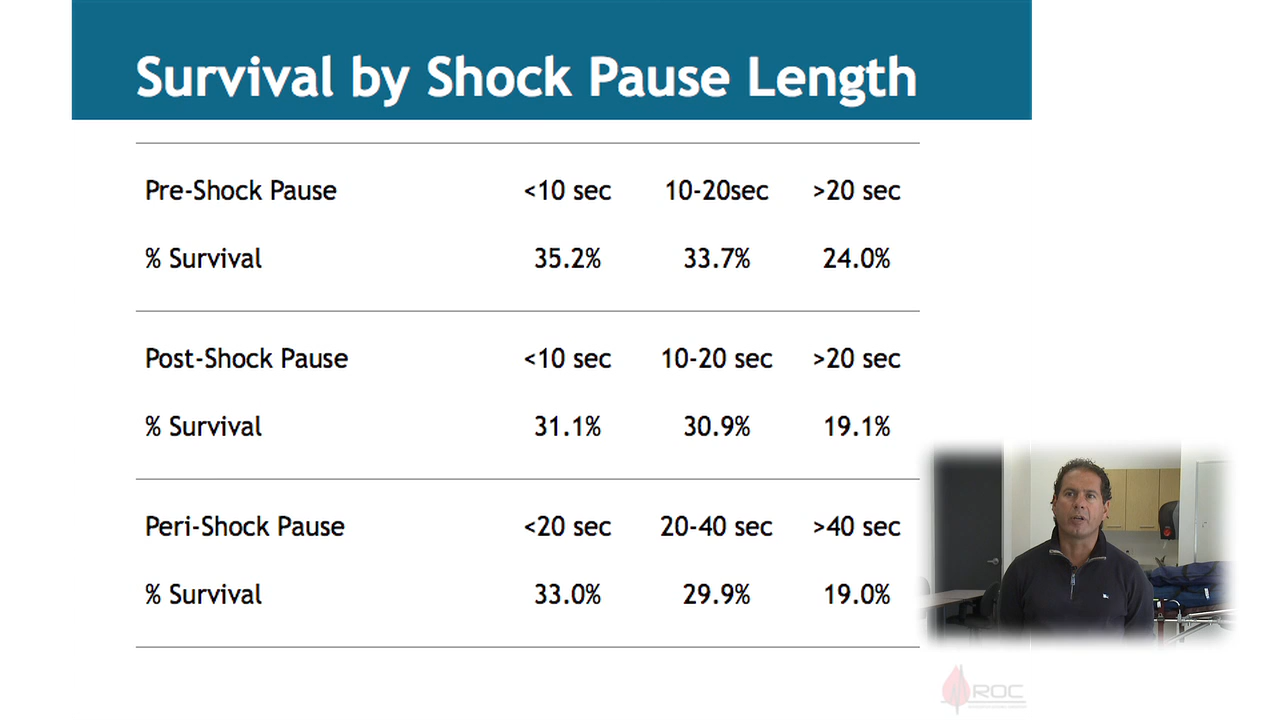 Survival by Shock Pause Length
Pre-Shock Pause <10 sec 10-20sec >20 sec
% Survival 35.2% 33.7% 24.0%
Post-Shock Pause <10 sec 10-20 sec >20 sec
% Survival 31.1% 30.9% 19.1%
Peri-Shock Pause <20 sec 20-40 sec >40 sec
% Survival 33.0% 29.9% 19.0%
ROC